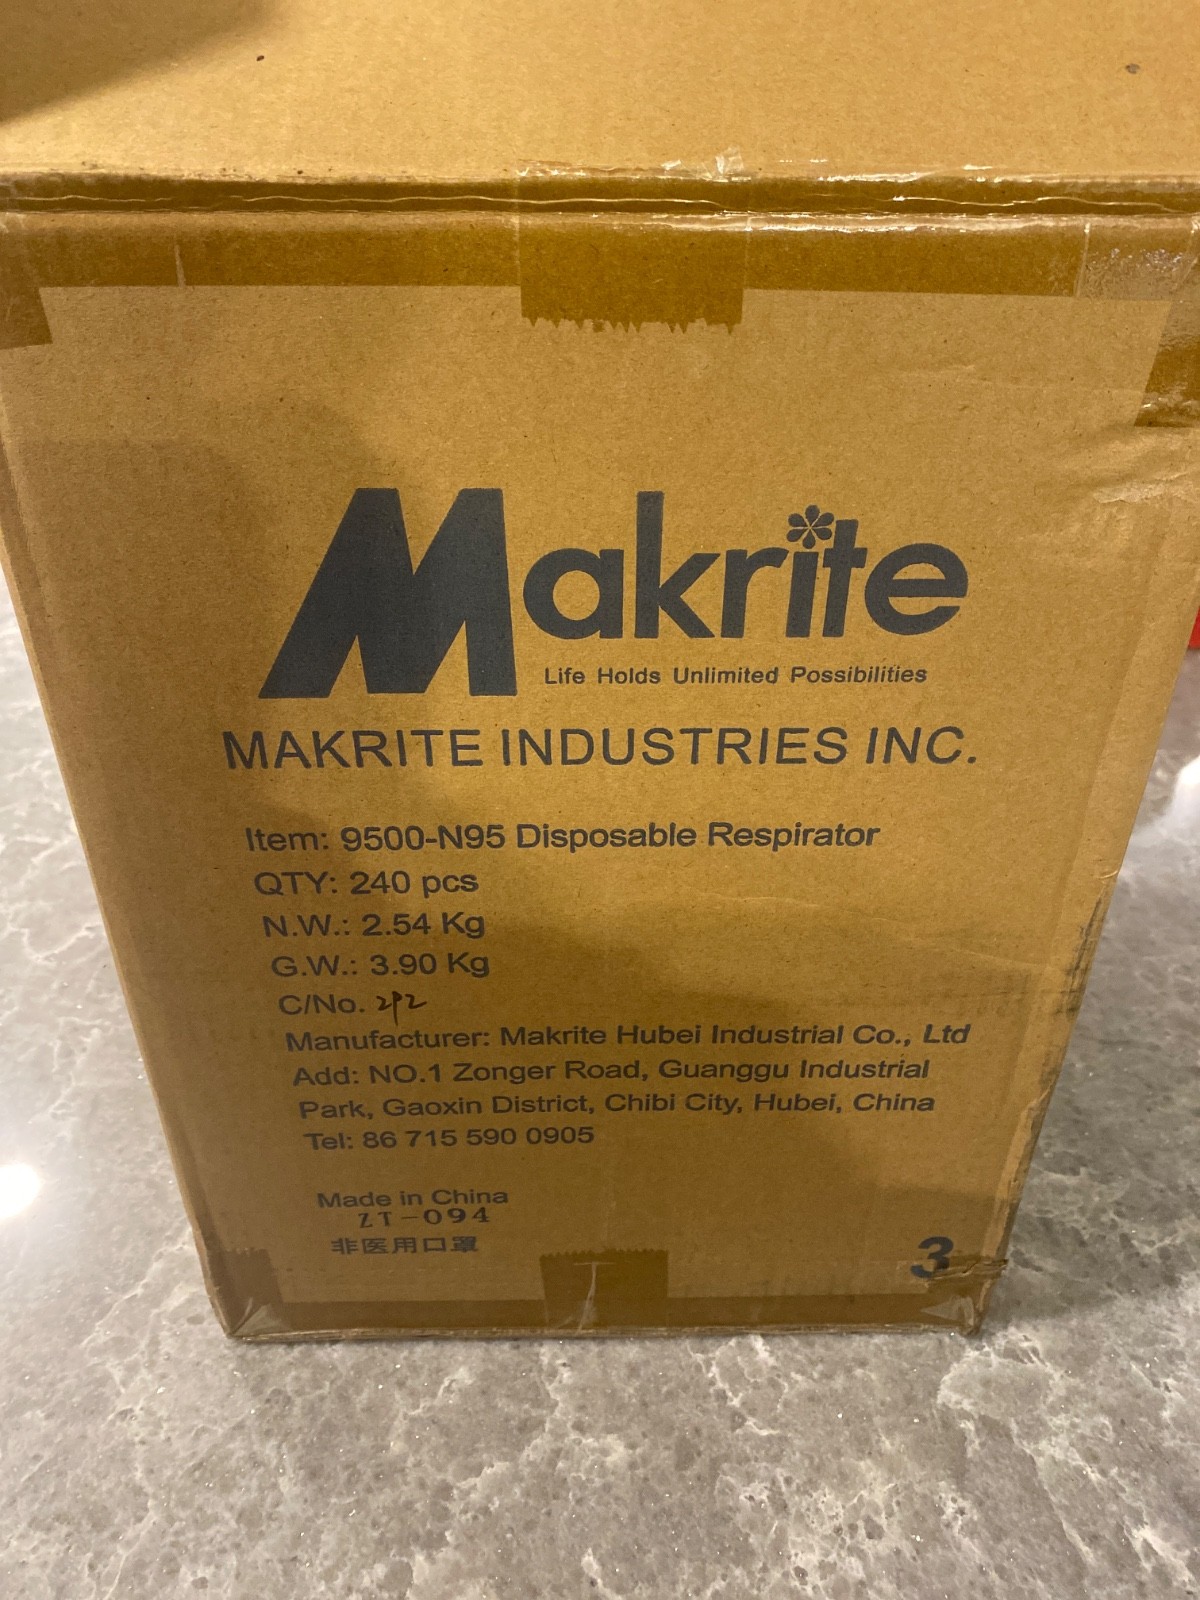 Makrite
Life Holds Unlimited Possibilities
MAKRITE INDUSTRIES INC.
Item: 9500-N95 Disposable Respirator
QTY: 240 pcs
N.W.: 2.54 Kg
G.W.: 3.90 Kg
C/No. 292
Manufacturer: Makrite Hubei Industrial Co., Ltd
Add: NO.1 Zonger Road, Guanggu Industrial
Park, Gaoxin District, Chibi City, Hubei, China
Tel: 86 715 590 0905
Made in China
ZT-094
非医用口罩
3